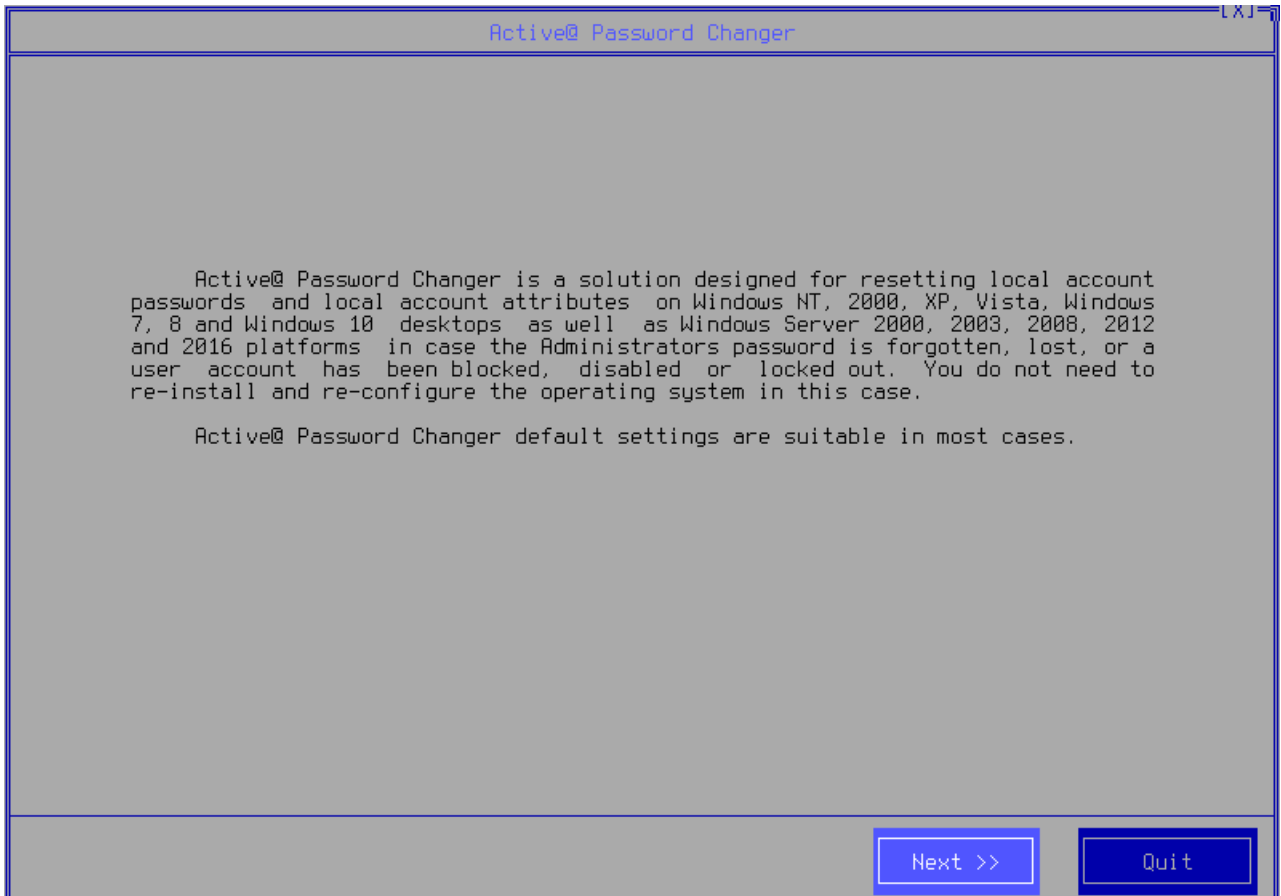 [X]
Active@ Password Changer
Active@ Password Changer is a solution designed for resetting local account
passwords  and local account attributes  on Windows NT, 2000, XP, Vista, Windows
7, 8 and Windows 10  desktops  as well  as Windows Server 2000, 2003, 2008, 2012
and 2016 platforms  in case the Administrators password is forgotten, lost, or a
user  account  has  been blocked,  disabled  or  locked out.  You do not need to
re-install and re-configure the operating system in this case.
Active@ Password Changer default settings are suitable in most cases.
Next >>
Quit